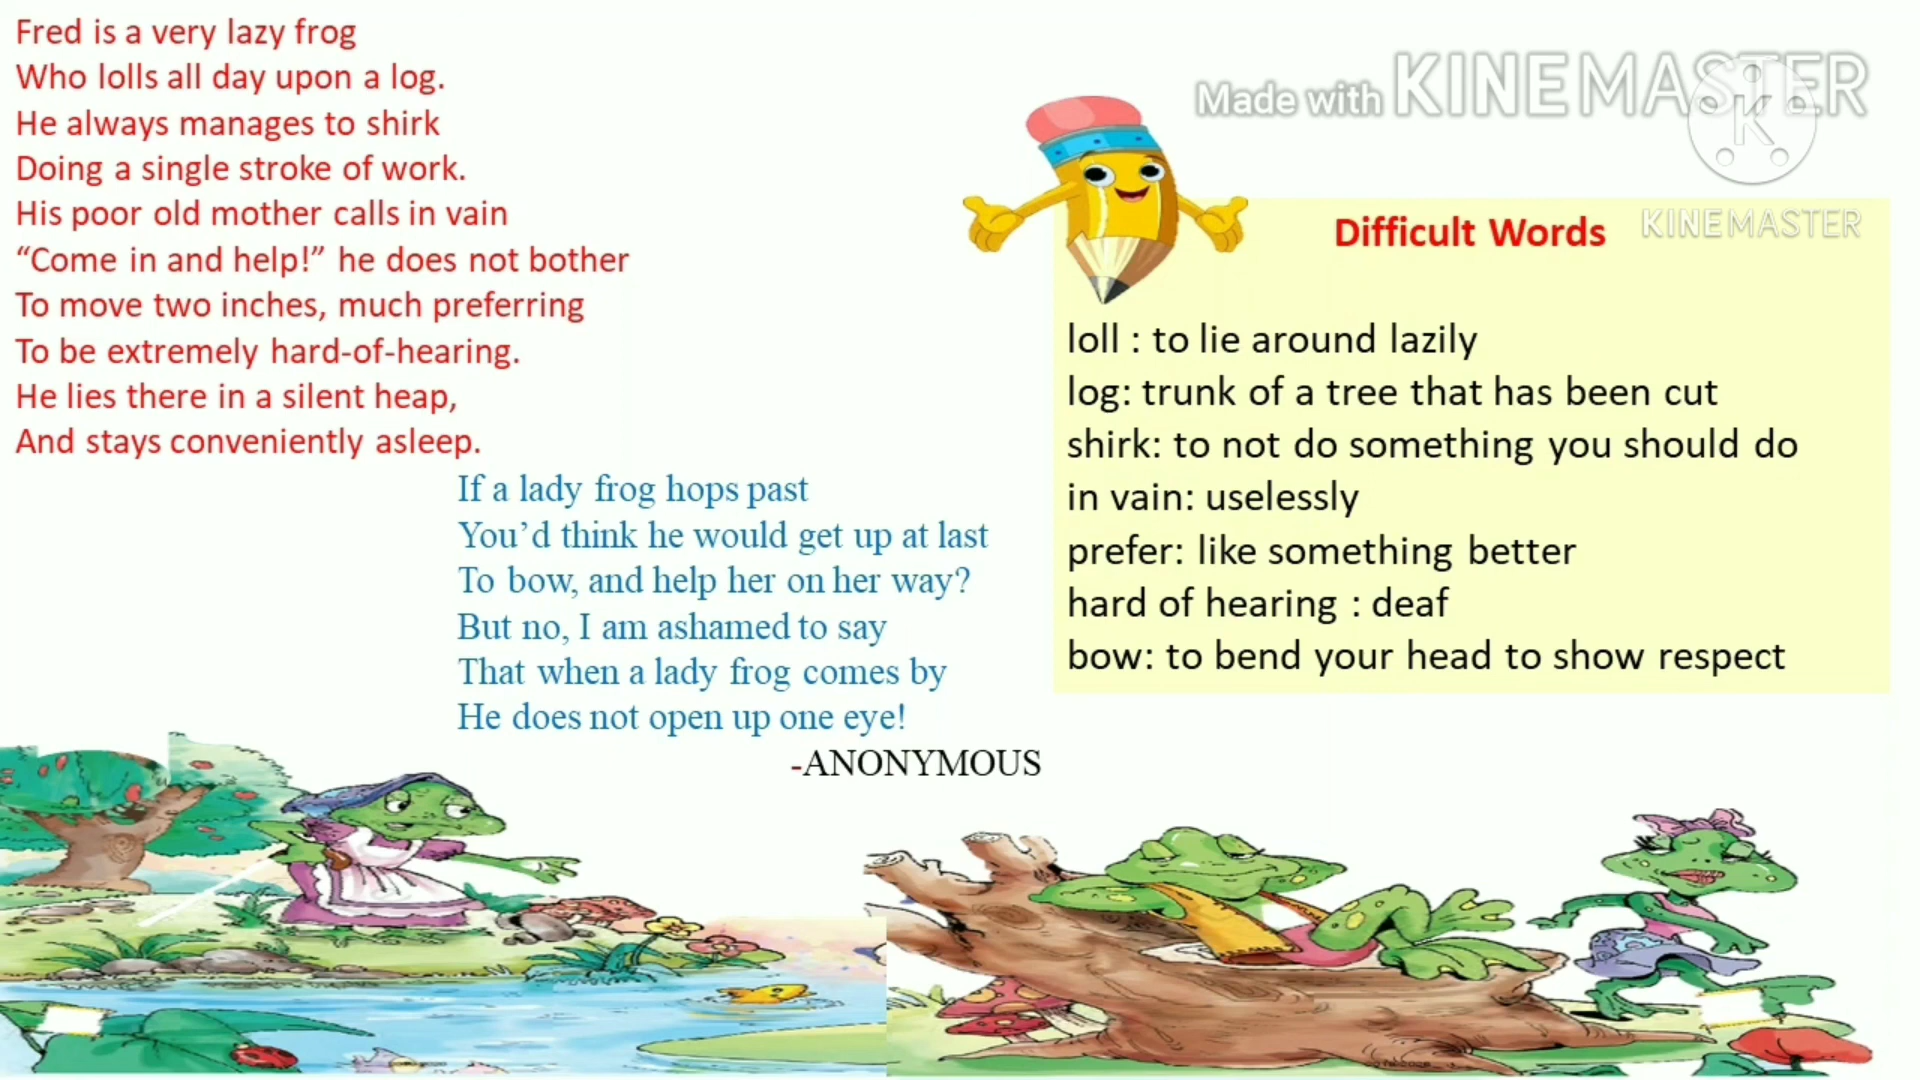 Fred is a very lazy frog
Who lolls all day upon a log.
He always manages to shirk
Doing a single stroke of work.
His poor old mother calls in vain
“Come in and help!” he does not bother
To move two inches, much preferring
To be extremely hard-of-hearing.
He lies there in a silent heap,
And stays conveniently asleep.
If a lady frog hops past
You’d think he would get up at last
To bow, and help her on her way?
But no, I am ashamed to say
That when a lady frog comes by
He does not open up one eye!
-ANONYMOUS
Made with KINEMASTER
K
KINEMASTER
Difficult Words
loll : to lie around lazily
log: trunk of a tree that has been cut
shirk: to not do something you should do
in vain: uselessly
prefer: like something better
hard of hearing : deaf
bow: to bend your head to show respect